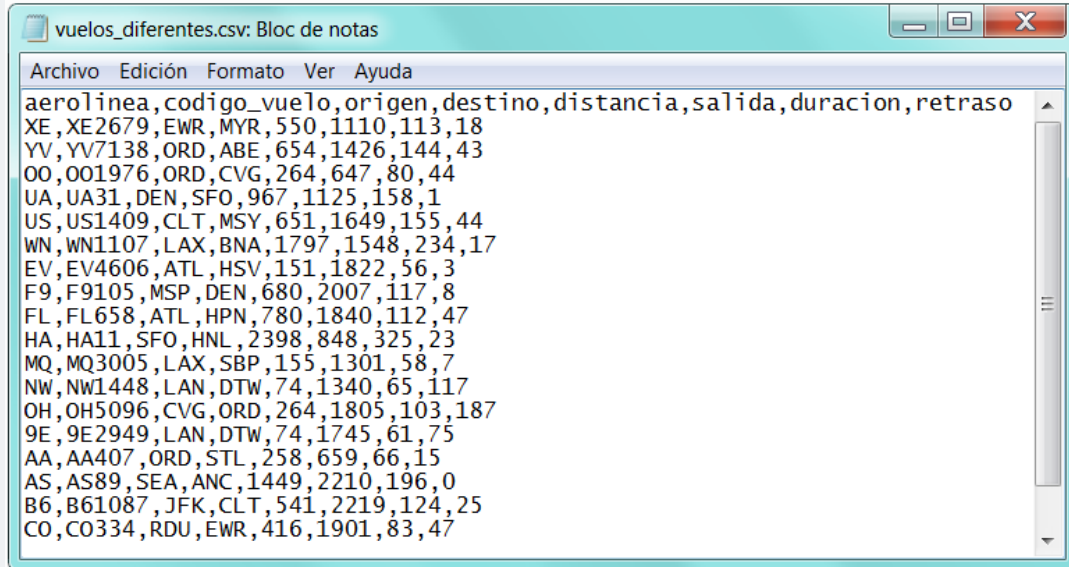 vuelos_diferentes.csv: Bloc de notas
Archivo Edición Formato Ver Ayuda
aerolinea,codigo_vuelo,origen,destino,distancia,salida,duracion,retraso
XE,XE2679,EWR,MYR,550,1110,113,18
YV,YV7138,ORD,ABE,654,1426,144,43
OO,OO1976,ORD,CVG,264,647,80,44
UA,UA31,DEN,SFO,967,1125,158,1
US,US1409,CLT,MSY,651,1649,155,44
WN,WN1107,LAX,BNA,1797,1548,234,17
EV,EV4606,ATL,HSV,151,1822,56,3
F9,F9105,MSP,DEN,680,2007,117,8
FL,FL658,ATL,HPN,780,1840,112,47
HA,HA11,SFO,HNL,2398,848,325,23
MQ,MQ3005,LAX,SBP,155,1301,58,7
NW,NW1448,LAN,DTW,74,1340,65,117
OH,OH5096,CVG,ORD,264,1805,103,187
9E,9E2949,LAN,DTW,74,1745,61,75
AA,AA407,ORD,STL,258,659,66,15
AS,AS89,SEA,ANC,1449,2210,196,0
B6,B61087,JFK,CLT,541,2219,124,25
CO,CO334,RDU,EWR,416,1901,83,47